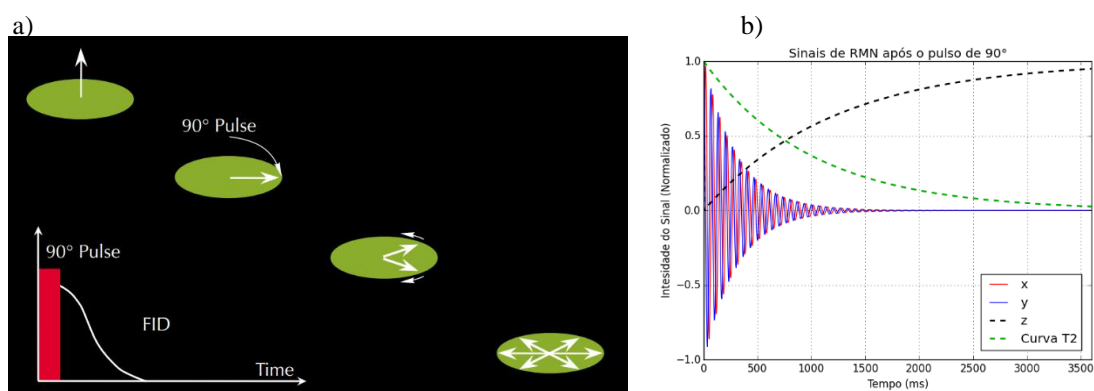 a)
90° Pulse
90° Pulse
FID
Time
b)
Sinais de RMN após o pulso de 90°
Intesidade do Sinal (Normalizado)
1.0
0.5
0.0
−0.5
−1.0
x
y
z
Curva T2
0 500 1000 1500 2000 2500 3000 3500
Tempo (ms)